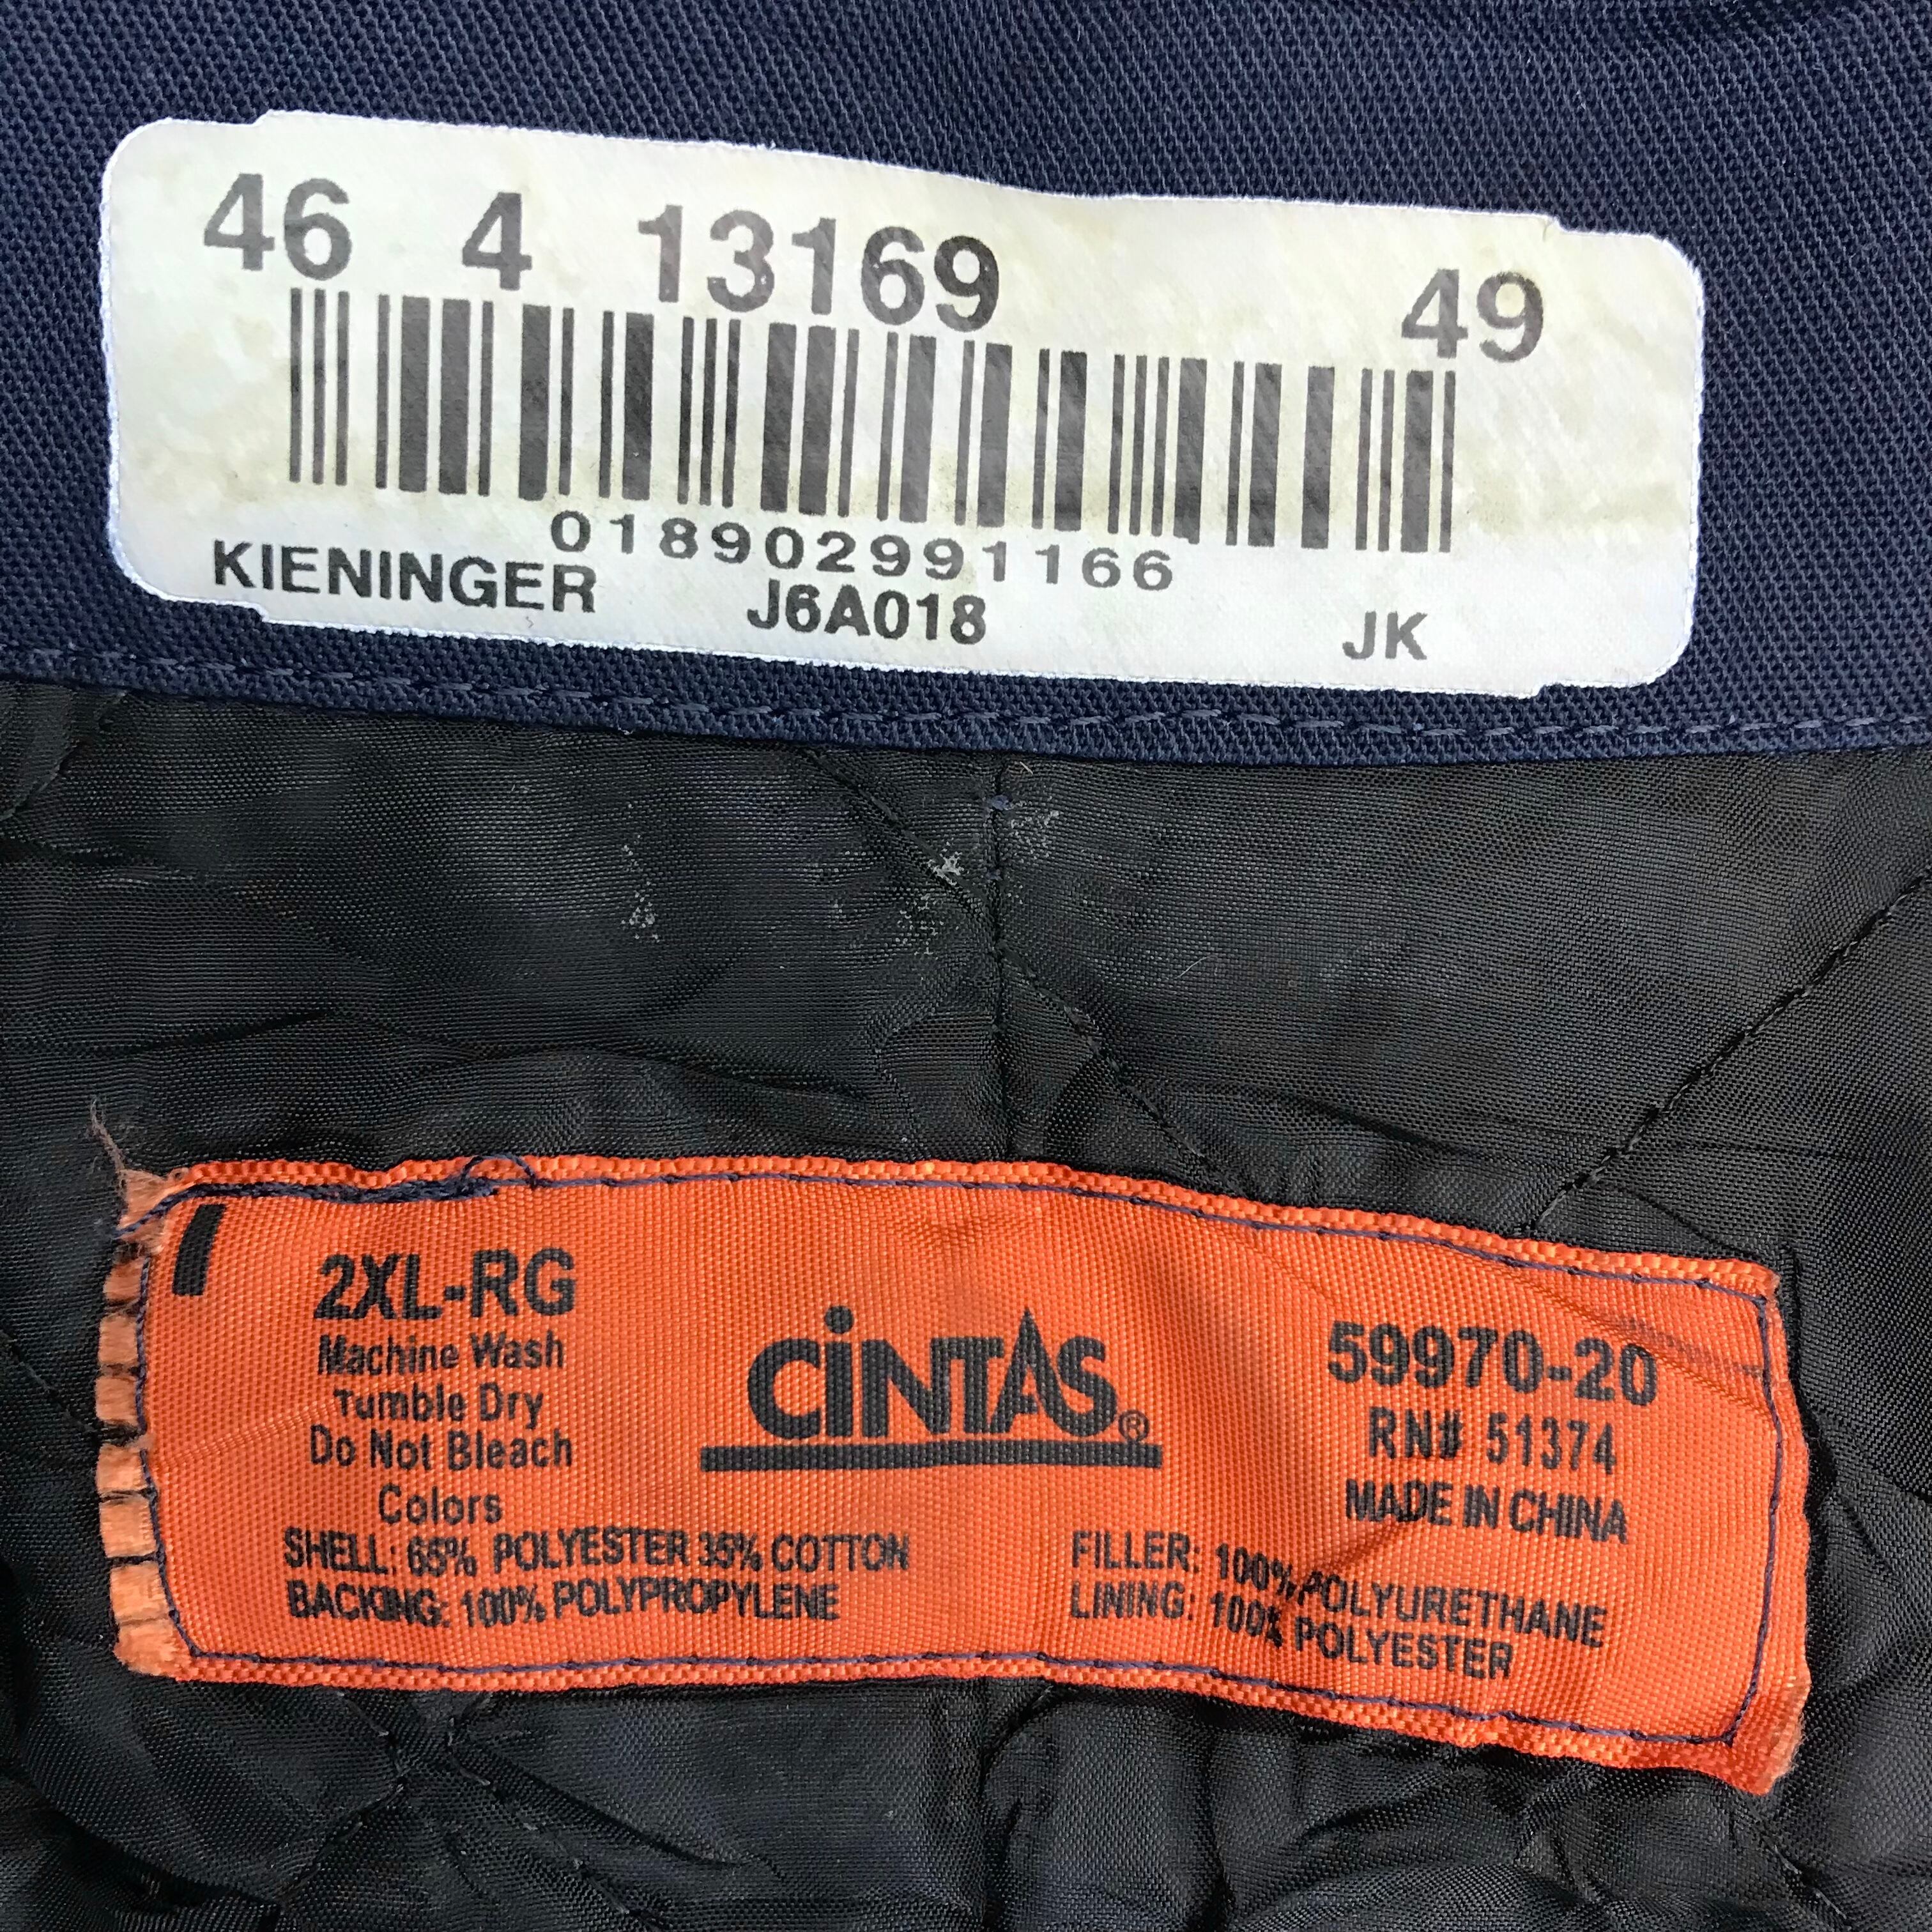 46 4 13169 49
018902991166
KIENINGER J6A018 JK
2XL-RG
Machine Wash
Tumble Dry
Do Not Bleach
Colors
CINTAS®
59970-20
RN# 51374
MADE IN CHINA
SHELL: 65% POLYESTER 35% COTTON
BACKING: 100% POLYPROPYLENE
FILLER: 100% POLYURETHANE
LINING: 100% POLYESTER